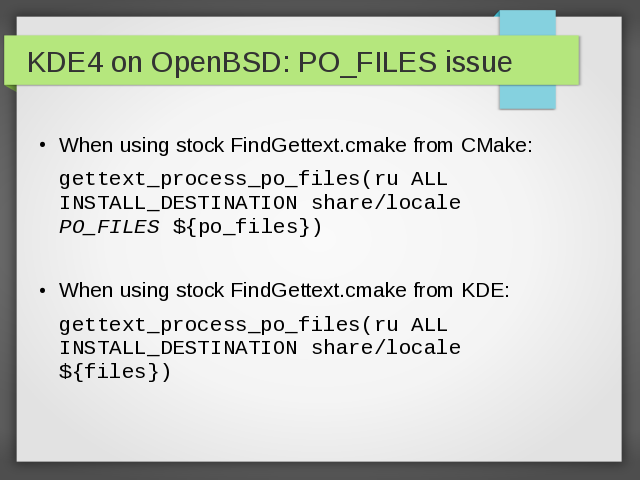 KDE4 on OpenBSD: PO_FILES issue
• When using stock FindGettext.cmake from CMake:
gettext_process_po_files(ru ALL
INSTALL_DESTINATION share/locale
PO_FILES ${po_files})
• When using stock FindGettext.cmake from KDE:
gettext_process_po_files(ru ALL
INSTALL_DESTINATION share/locale
${files})